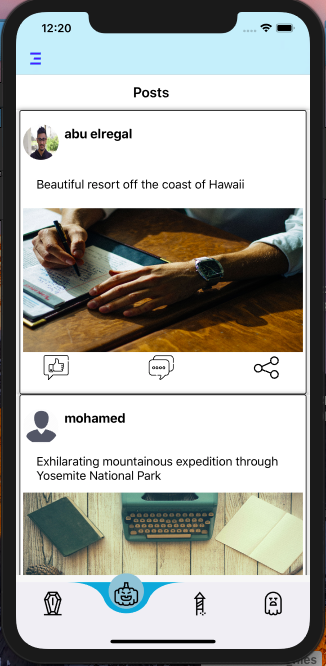 12:20
Posts
abu elregal
Beautiful resort off the coast of Hawaii
mohamed
Exhilarating mountainous expedition through
Yosemite National Park